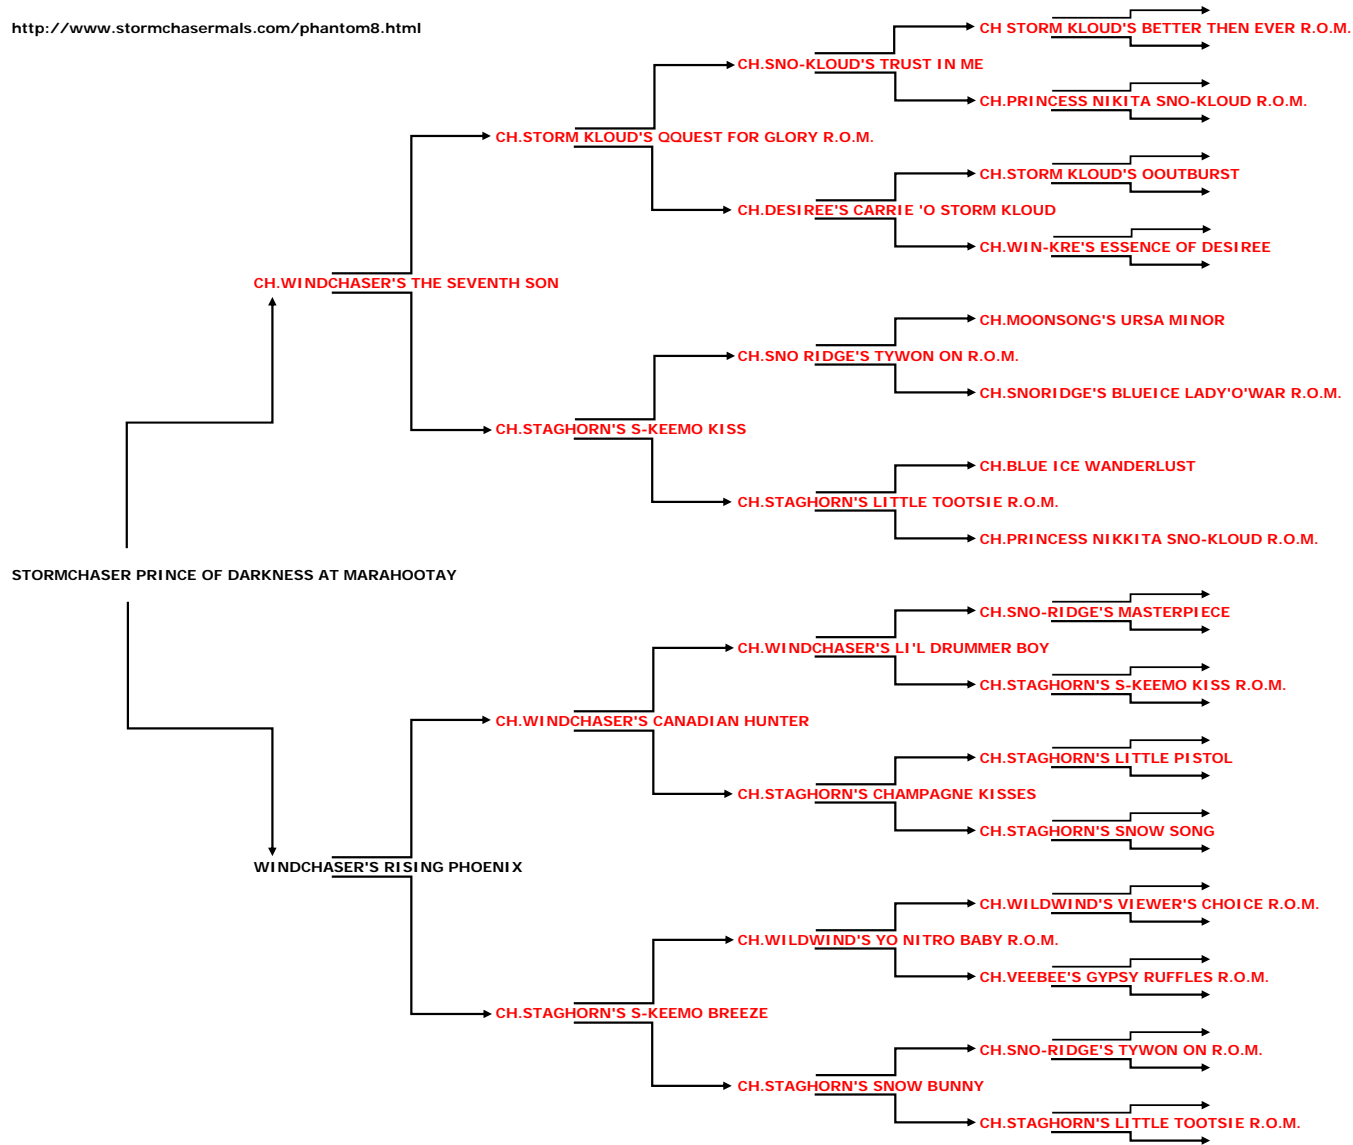 http://www.stormchasermals.com/phantom8.html
CH STORM KLOUD'S BETTER THEN EVER R.O.M.
CH.SNO-KLOUD'S TRUST IN ME
CH.PRINCESS NIKITA SNO-KLOUD R.O.M.
CH.STORM KLOUD'S QQUEST FOR GLORY R.O.M.
CH.STORM KLOUD'S OOUTBURST
CH.DESIREE'S CARRIE 'O STORM KLOUD
CH.WIN-KRE'S ESSENCE OF DESIREE
CH.WINDCHASER'S THE SEVENTH SON
CH.MOONSONG'S URSA MINOR
CH.SNO RIDGE'S TYWON ON R.O.M.
CH.SNORIDGE'S BLUEICE LADY'O'WAR R.O.M.
CH.STAGHORN'S S-KEEMO KISS
CH.BLUE ICE WANDERLUST
CH.STAGHORN'S LITTLE TOOTSIE R.O.M.
CH.PRINCESS NIKKITA SNO-KLOUD R.O.M.
STORMCHASER PRINCE OF DARKNESS AT MARAHOOTAY
CH.SNO-RIDGE'S MASTERPIECE
CH.WINDCHASER'S LI'L DRUMMER BOY
CH.STAGHORN'S S-KEEMO KISS R.O.M.
CH.WINDCHASER'S CANADIAN HUNTER
CH.STAGHORN'S LITTLE PISTOL
CH.STAGHORN'S CHAMPAGNE KISSES
CH.STAGHORN'S SNOW SONG
WINDCHASER'S RISING PHOENIX
CH.WILDWIND'S VIEWER'S CHOICE R.O.M.
CH.WILDWIND'S YO NITRO BABY R.O.M.
CH.VEEBEE'S GYPSY RUFFLES R.O.M.
CH.STAGHORN'S S-KEEMO BREEZE
CH.SNO-RIDGE'S TYWON ON R.O.M.
CH.STAGHORN'S SNOW BUNNY
CH.STAGHORN'S LITTLE TOOTSIE R.O.M.